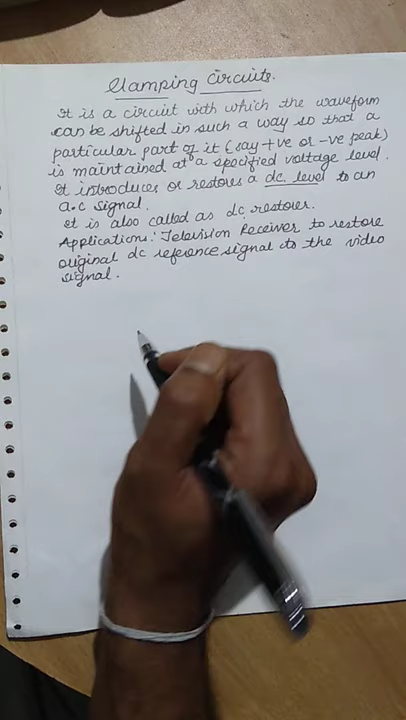 Clamping Circuits.
It is a circuit with which the waveform
can be shifted in such a way so that a
particular part of it (say +ve or -ve peak)
is maintained at a specified voltage level.
It introduces or restores a dc level to an
a.c signal.
It is also called as dc restorer.
Applications: Television Receiver to restore
original dc reference signal to the video
signal.